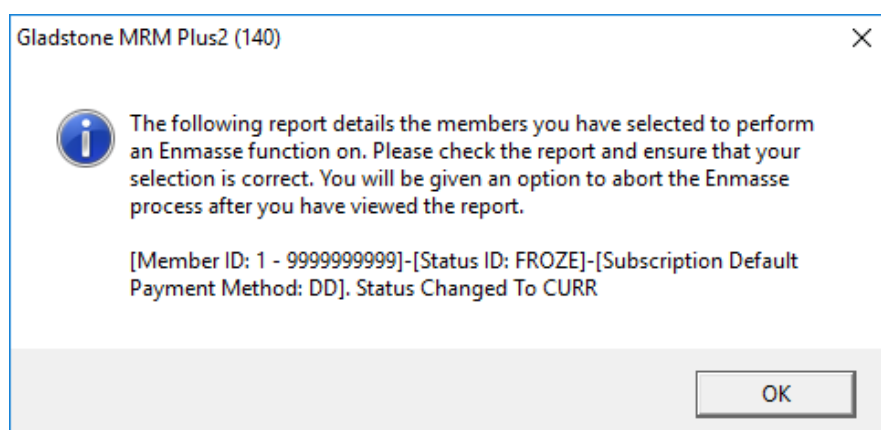 Gladstone MRM Plus2 (140)
The following report details the members you have selected to perform
an Enmasse function on. Please check the report and ensure that your
selection is correct. You will be given an option to abort the Enmasse
process after you have viewed the report.
[Member ID: 1 - 9999999999]-[Status ID: FROZE]-[Subscription Default
Payment Method: DD]. Status Changed To CURR
OK